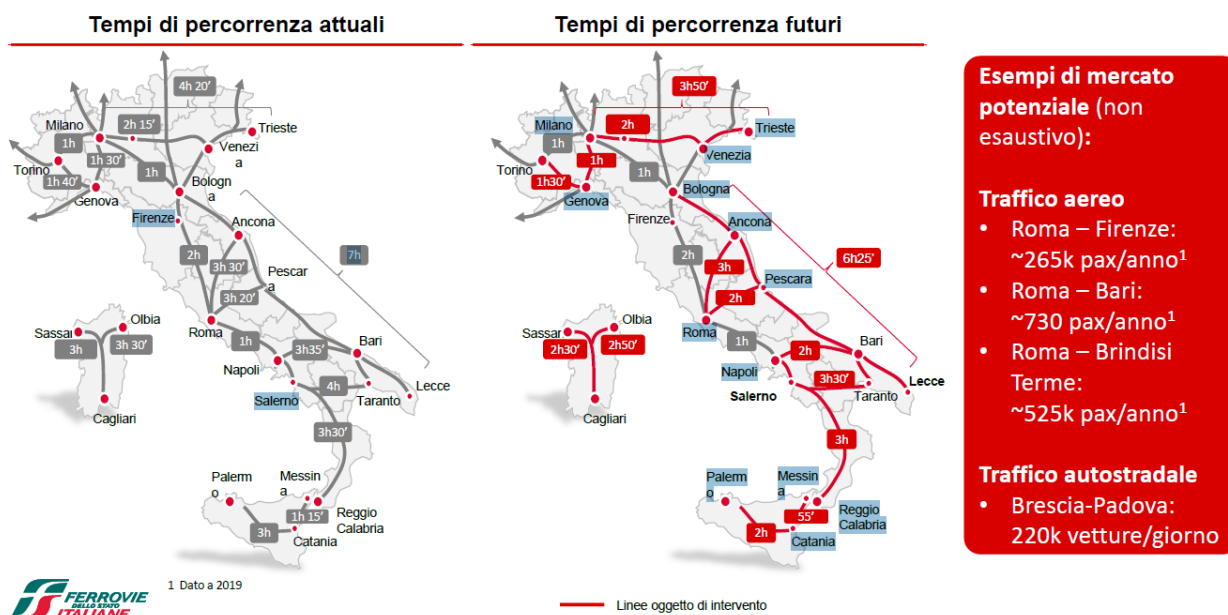 Tempi di percorrenza attuali
4h 20’
Milano
2h 15’
Trieste
1h
Venezi
a
1h 30’
Torino
1h
1h 40’
Bologn
a
Genova
Firenze
Ancona
2h
7h
3h 30’
Pescar
a
3h 20’
Roma
Olbia
Sassar
3h
3h 30’
1h
3h35’
Bari
Napoli
4h
Lecce
Salerno
Taranto
Cagliari
3h30’
Palerm
o
Messin
a
1h 15’
Reggio
Calabria
3h
Catania
Tempi di percorrenza futuri
3h50’
Milano
2h
Trieste
1h
Venezia
1h
Torino
1h
1h30’
Bologna
Genova
Firenze
Ancona
2h
6h25’
3h
Pescara
2h
Roma
Olbia
Sassar
2h30’
2h50’
1h
2h
Bari
Napoli
3h30’
Lecce
Salerno
Taranto
Cagliari
3h
Palerm
o
Messin
a
55’
Reggio
Calabria
2h
Catania
Esempi di mercato
potenziale (non
esaustivo):
Traffico aereo
• Roma – Firenze:
~265k pax/anno¹
• Roma – Bari:
~730 pax/anno¹
• Roma – Brindisi
Terme:
~525k pax/anno¹
Traffico autostradale
• Brescia-Padova:
220k vetture/giorno
FERROVIE
DELLO STATO
ITALIANE
1 Dato a 2019
Linee oggetto di intervento